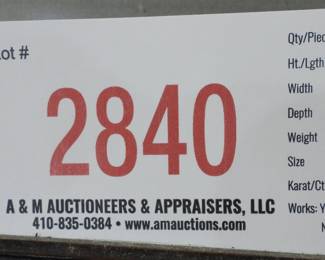 Lot #
2840
A & M AUCTIONEERS & APPRAISERS, LLC
410-835-0384 • www.amauctions.com
Qty/Piec
Ht./Lgth
Width
Depth
Weight
Size
Karat/Ct
Works: Y
N